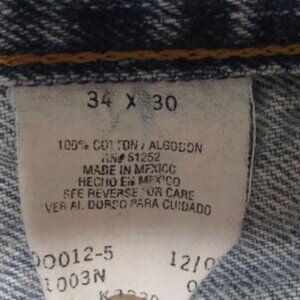 34 X 30
100% COTTON / ALGODON
RN# 61252
MADE IN MEXICO
HECHO EN MEXICO
SEE REVERSE FOR CARE
VER AL DORSO PARA CUIDADO
00012-5 12/0
1003N